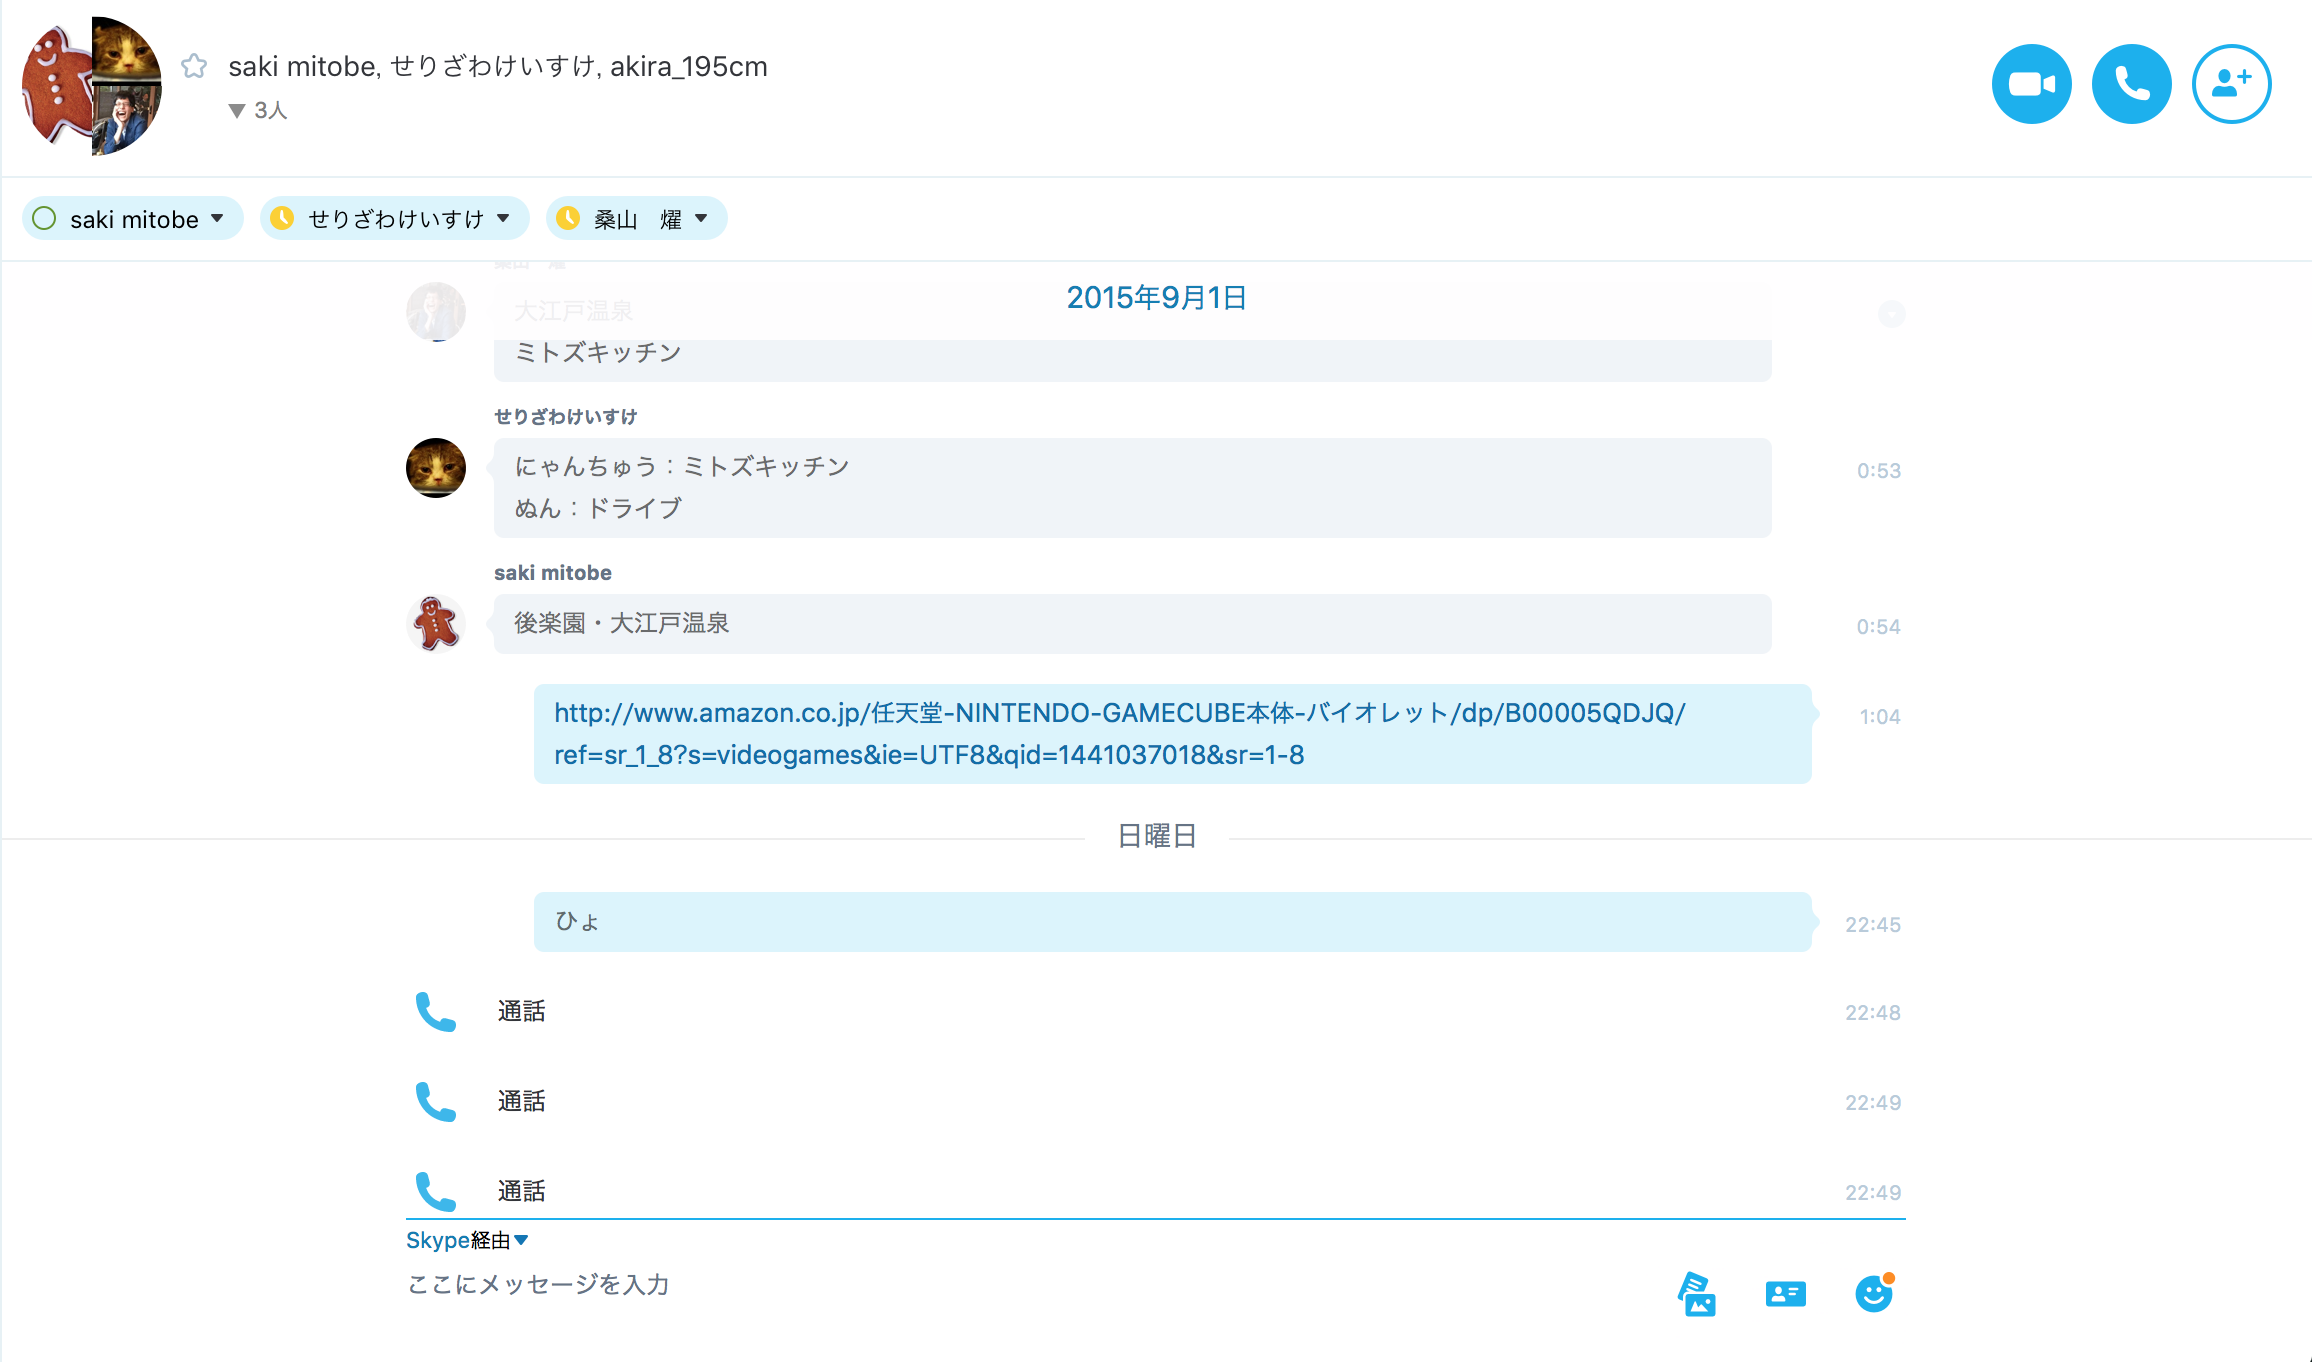 saki mitobe, せりざわけいすけ, akira_195cm
▼ 3人
saki mitobe
せりざわけいすけ
桑山　燿
桑山　燿
2015年9月1日
大江戸温泉
ミトズキッチン
せりざわけいすけ
にゃんちゅう：ミトズキッチン
0:53
ぬん：ドライブ
saki mitobe
後楽園・大江戸温泉
0:54
http://www.amazon.co.jp/任天堂-NINTENDO-GAMECUBE本体-バイオレット/dp/B00005QDJQ/
1:04
ref=sr_1_8?s=videogames&ie=UTF8&qid=1441037018&sr=1-8
日曜日
ひょ
22:45
通話
22:48
通話
22:49
通話
22:49
Skype経由▼
ここにメッセージを入力